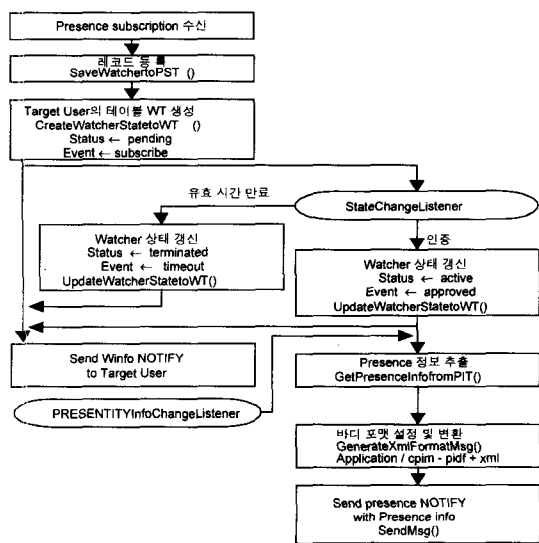 Presence subscription 수신
레코드 등 록
SaveWatchertoPST ()
Target User의 테이블 WT 생성
CreateWatcherStatetoWT ()
Status ← pending
Event ← subscribe
유효 시간 만료
StateChangeListener
Watcher 상태 갱신
Status ← terminated
Event ← timeout
UpdateWatcherStatetoWT()
인증
Watcher 상태 갱신
Status ← active
Event ← approved
UpdateWatcherStatetoWT()
Send Winfo NOTIFY
to Target User
Presence 정보 추출
GetPresenceInfofromPIT()
PRESENTITYInfoChangeListener
바디 포맷 설정 및 변환
GenerateXmlFormatMsg()
Application / cpim - pidf + xml
Send presence NOTIFY
with Presence info
SendMsg()